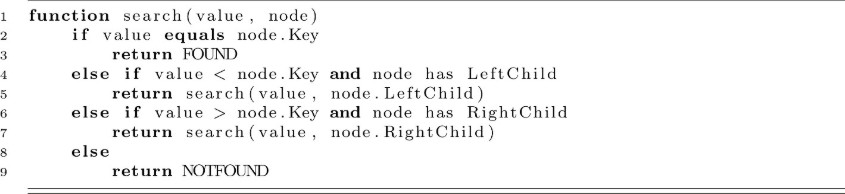 1 function search(value, node)
2 if value equals node.Key
3 return FOUND
4 else if value < node.Key and node has LeftChild
5 return search(value, node.LeftChild)
6 else if value > node.Key and node has RightChild
7 return search(value, node.RightChild)
8 else
9 return NOTFOUND